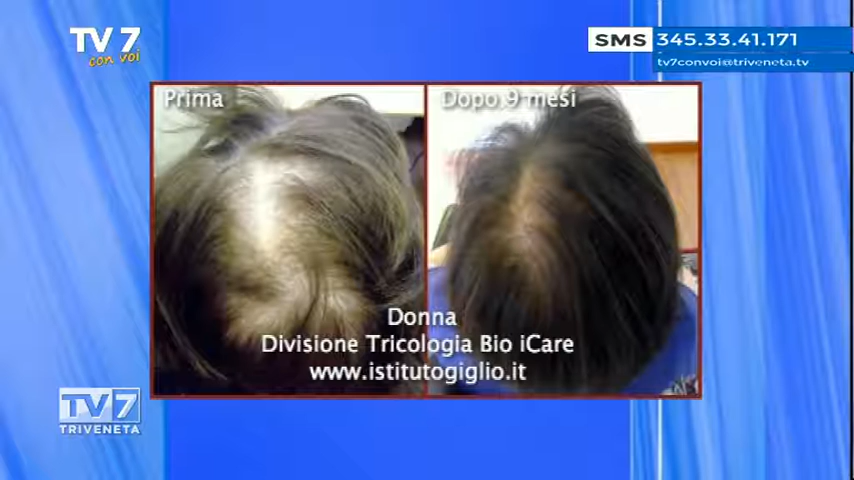 TV7
con voi
SMS 345.33.41.171
tv7convoi@triveneta.tv
Prima
Dopo 9 mesi
Donna
Divisione Tricologia Bio iCare
www.istitutogiglio.it
TV7
TRIVENETA